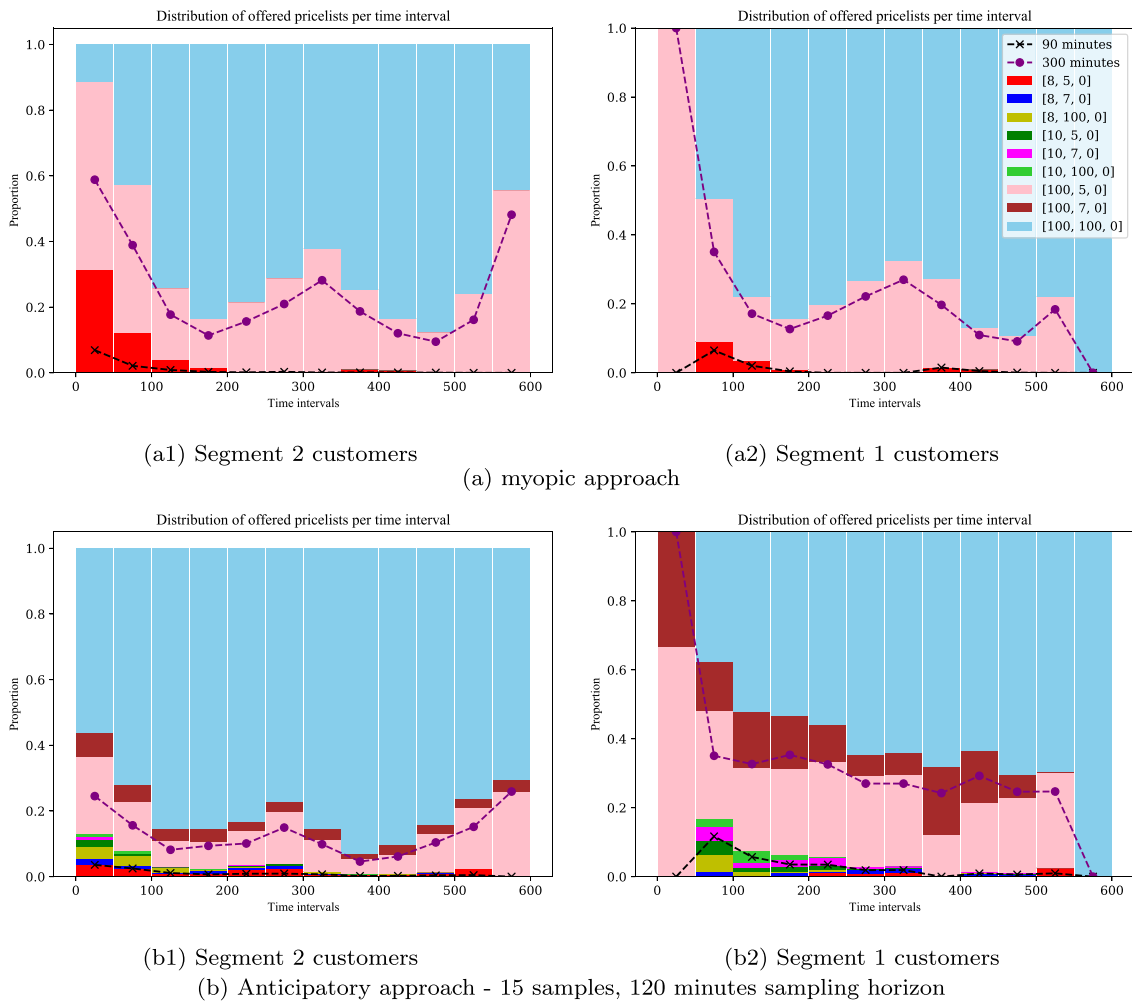 Distribution of offered pricelists per time interval
1.0
0.8
0.6
0.4
0.2
0.0
Proportion
0 100 200 300 400 500 600
Time intervals
(a1) Segment 2 customers
Distribution of offered pricelists per time interval
1.0
0.8
0.6
0.4
0.2
0.0
Proportion
90 minutes
300 minutes
[8, 5, 0]
[8, 7, 0]
[8, 100, 0]
[10, 5, 0]
[10, 7, 0]
[10, 100, 0]
[100, 5, 0]
[100, 7, 0]
[100, 100, 0]
0 100 200 300 400 500 600
Time intervals
(a2) Segment 1 customers
(a) myopic approach
Distribution of offered pricelists per time interval
1.0
0.8
0.6
0.4
0.2
0.0
Proportion
0 100 200 300 400 500 600
Time intervals
(b1) Segment 2 customers
Distribution of offered pricelists per time interval
1.0
0.8
0.6
0.4
0.2
0.0
Proportion
0 100 200 300 400 500 600
Time intervals
(b2) Segment 1 customers
(b) Anticipatory approach - 15 samples, 120 minutes sampling horizon